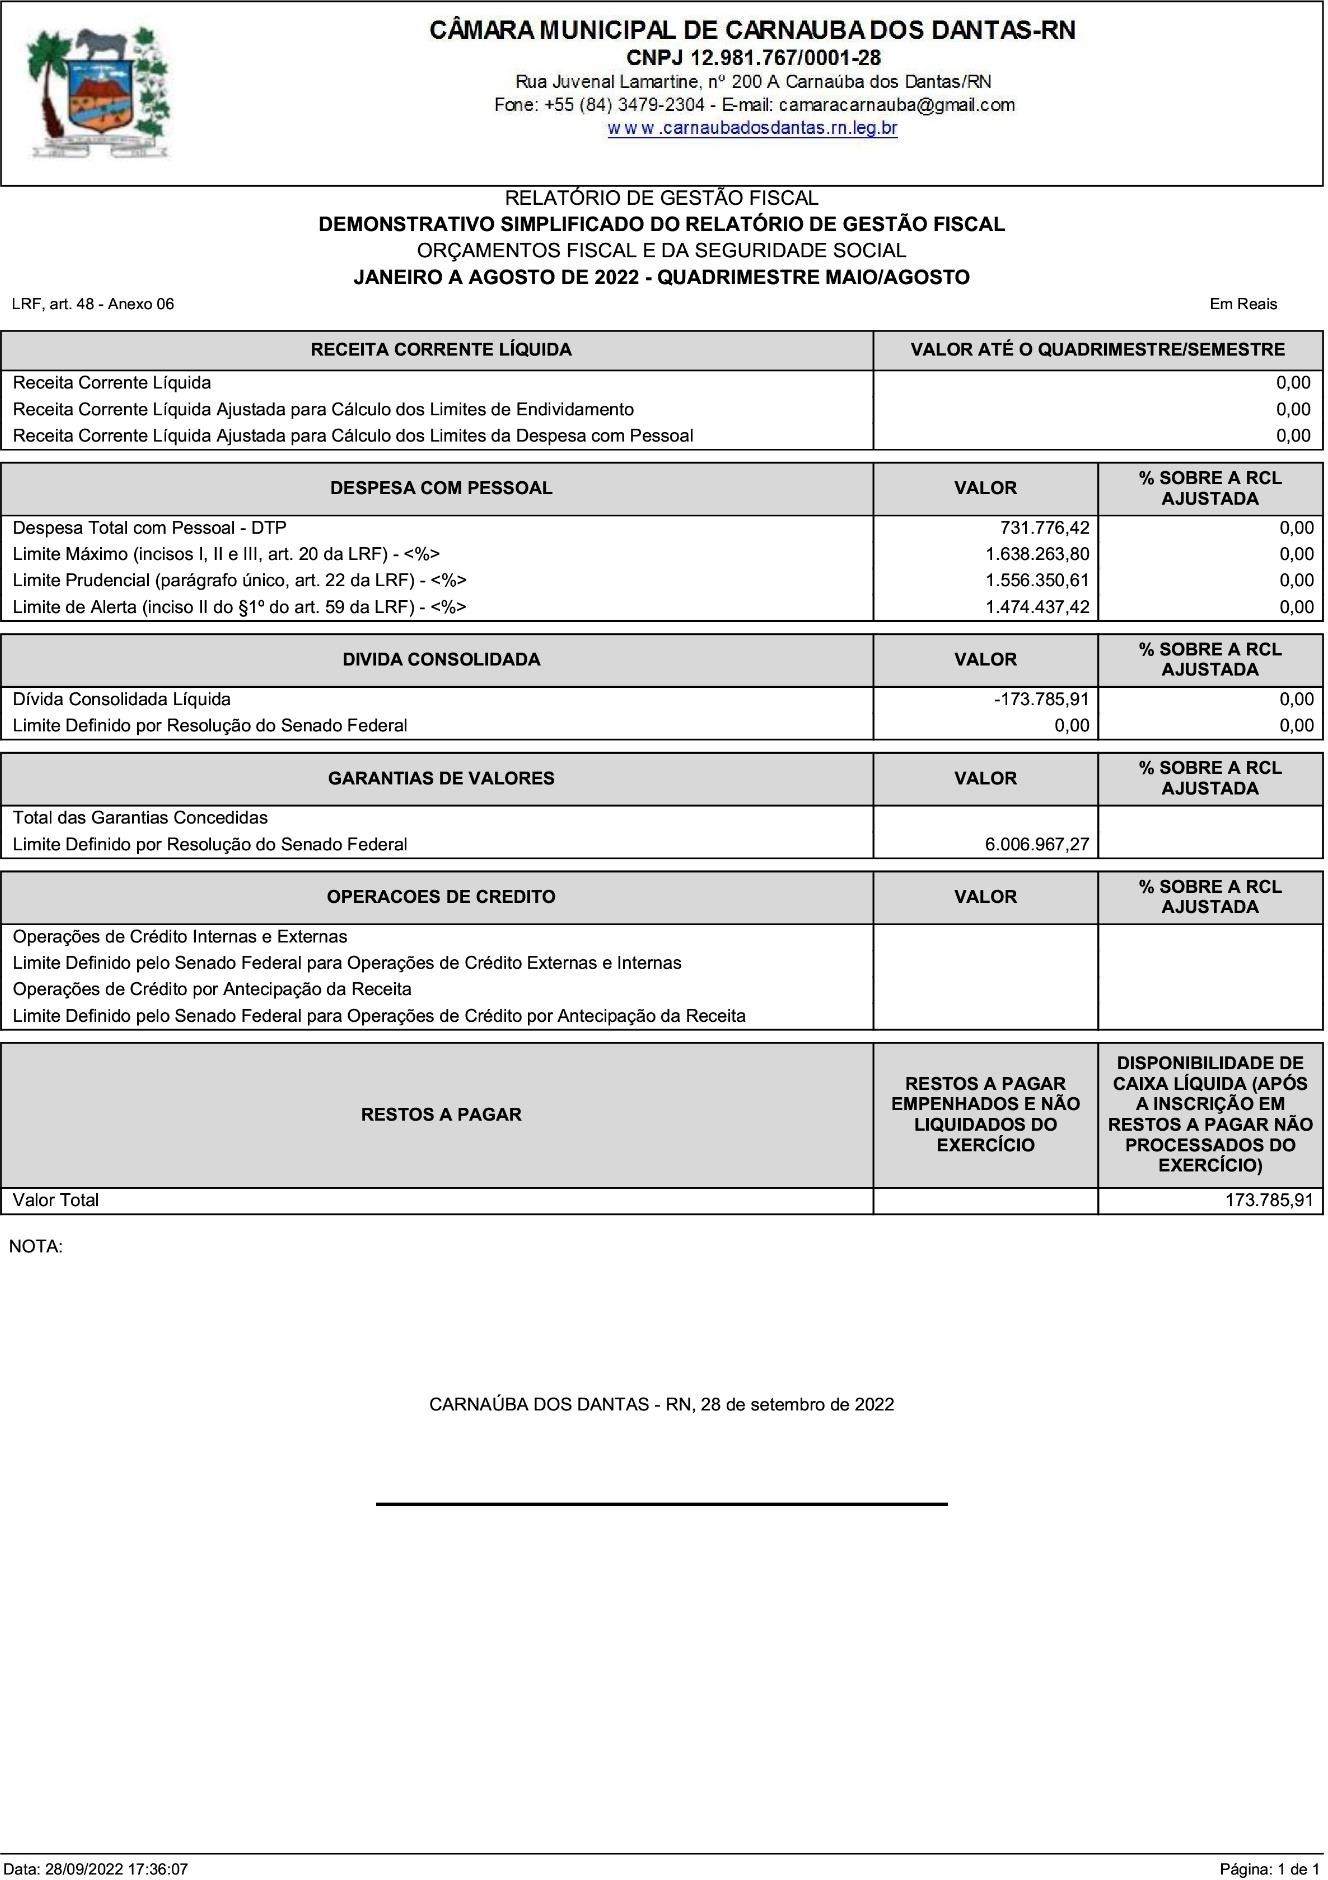 CÂMARA MUNICIPAL DE CARNAUBA DOS DANTAS-RN
CNPJ 12.981.767/0001-28
Rua Juvenal Lamartine, nº 200 A Carnaúba dos Dantas/RN
Fone: +55 (84) 3479-2304 - E-mail: camaracarnauba@gmail.com
www.carnaubadosdantas.rn.leg.br
RELATÓRIO DE GESTÃO FISCAL
DEMONSTRATIVO SIMPLIFICADO DO RELATÓRIO DE GESTÃO FISCAL
ORÇAMENTOS FISCAL E DA SEGURIDADE SOCIAL
JANEIRO A AGOSTO DE 2022 - QUADRIMESTRE MAIO/AGOSTO
LRF, art. 48 - Anexo 06 Em Reais
RECEITA CORRENTE LÍQUIDA VALOR ATÉ O QUADRIMESTRE/SEMESTRE
Receita Corrente Líquida 0,00
Receita Corrente Líquida Ajustada para Cálculo dos Limites de Endividamento 0,00
Receita Corrente Líquida Ajustada para Cálculo dos Limites da Despesa com Pessoal 0,00
DESPESA COM PESSOAL VALOR % SOBRE A RCL
AJUSTADA
Despesa Total com Pessoal - DTP 731.776,42 0,00
Limite Máximo (incisos I, II e III, art. 20 da LRF) - <%> 1.638.263,80 0,00
Limite Prudencial (parágrafo único, art. 22 da LRF) - <%> 1.556.350,61 0,00
Limite de Alerta (inciso II do §1º do art. 59 da LRF) - <%> 1.474.437,42 0,00
DIVIDA CONSOLIDADA VALOR % SOBRE A RCL
AJUSTADA
Dívida Consolidada Líquida -173.785,91 0,00
Limite Definido por Resolução do Senado Federal 0,00 0,00
GARANTIAS DE VALORES VALOR % SOBRE A RCL
AJUSTADA
Total das Garantias Concedidas
Limite Definido por Resolução do Senado Federal 6.006.967,27
OPERACOES DE CREDITO VALOR % SOBRE A RCL
AJUSTADA
Operações de Crédito Internas e Externas
Limite Definido pelo Senado Federal para Operações de Crédito Externas e Internas
Operações de Crédito por Antecipação da Receita
Limite Definido pelo Senado Federal para Operações de Crédito por Antecipação da Receita
RESTOS A PAGAR
RESTOS A PAGAR
EMPENHADOS E NÃO
LIQUIDADOS DO
EXERCÍCIO
DISPONIBILIDADE DE
CAIXA LÍQUIDA (APÓS
A INSCRIÇÃO EM
RESTOS A PAGAR NÃO
PROCESSADOS DO
EXERCÍCIO)
Valor Total 173.785,91
NOTA:
CARNAÚBA DOS DANTAS - RN, 28 de setembro de 2022
Data: 28/09/2022 17:36:07 Página: 1 de 1